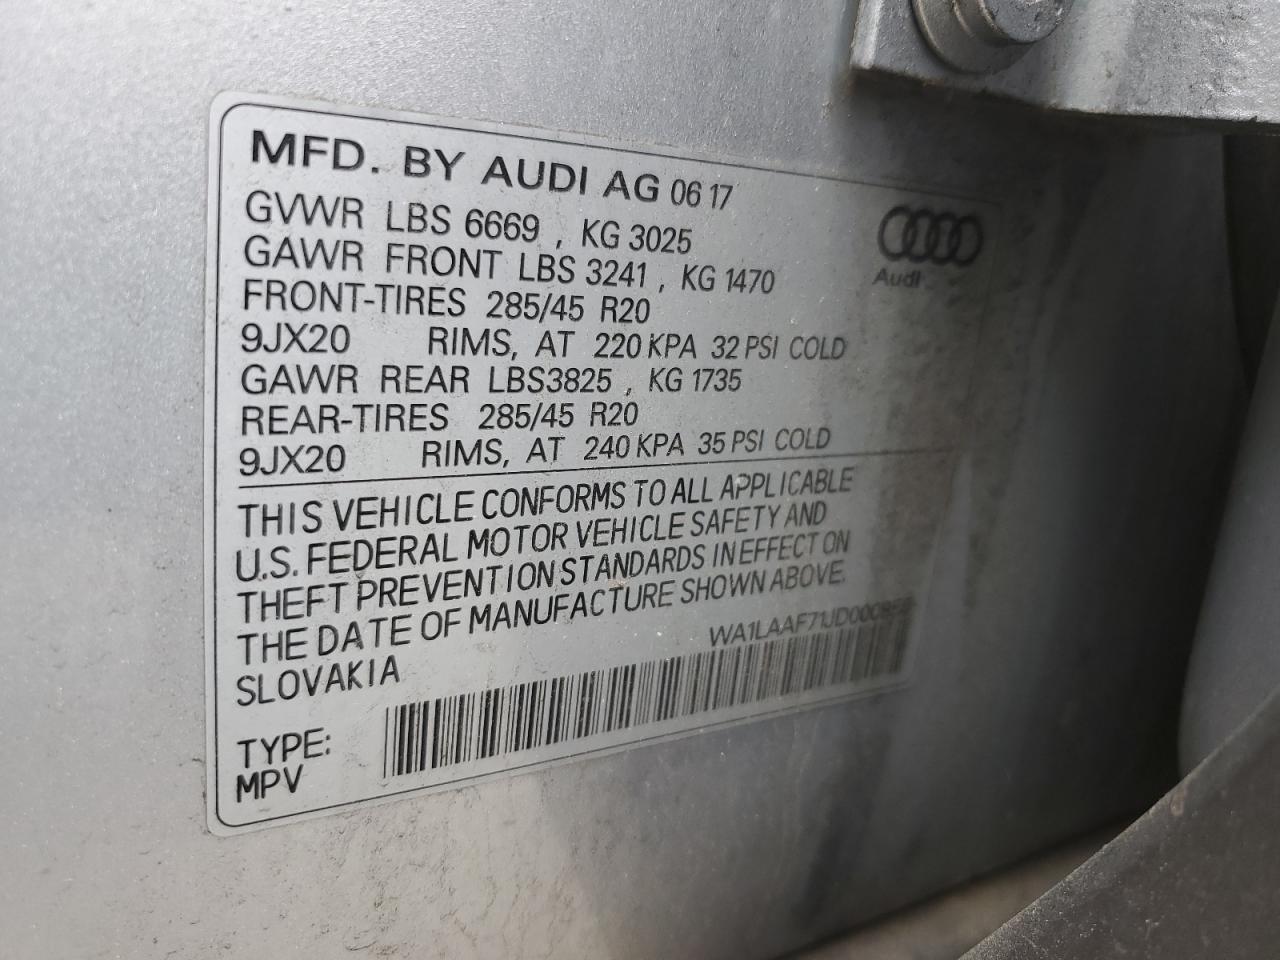 MFD. BY AUDI AG 06 17
GVWR LBS 6669 , KG 3025
GAWR FRONT LBS 3241 , KG 1470
FRONT-TIRES 285/45 R20
9JX20 RIMS, AT 220 KPA 32 PSI COLD
GAWR REAR LBS3825 , KG 1735
REAR-TIRES 285/45 R20
9JX20 RIMS, AT 240 KPA 35 PSI COLD
Audi
THIS VEHICLE CONFORMS TO ALL APPLICABLE
U.S. FEDERAL MOTOR VEHICLE SAFETY AND
THEFT PREVENTION STANDARDS IN EFFECT ON
THE DATE OF MANUFACTURE SHOWN ABOVE.
SLOVAKIA
TYPE:
MPV